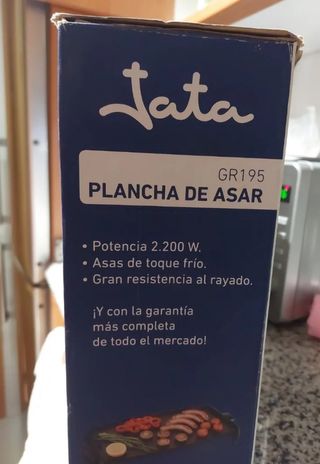 Jata
GR195
PLANCHA DE ASAR
• Potencia 2.200 W.
• Asas de toque frío.
• Gran resistencia al rayado.
¡Y con la garantía
más completa
de todo el mercado!